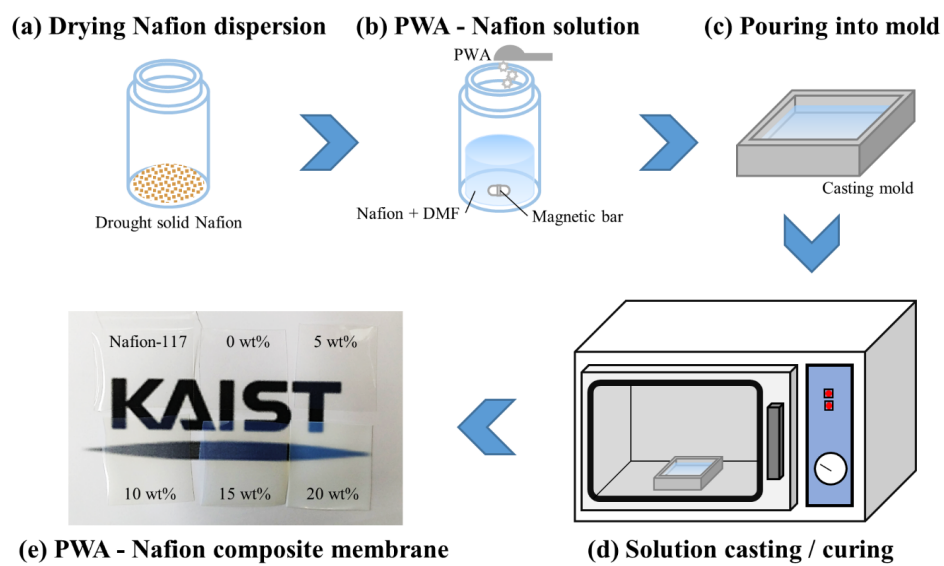 (a) Drying Nafion dispersion
(b) PWA - Nafion solution
(c) Pouring into mold
PWA
Drought solid Nafion
Nafion + DMF
Magnetic bar
Casting mold
Nafion-117
0 wt%
5 wt%
KAIST
10 wt%
15 wt%
20 wt%
(e) PWA - Nafion composite membrane
(d) Solution casting / curing